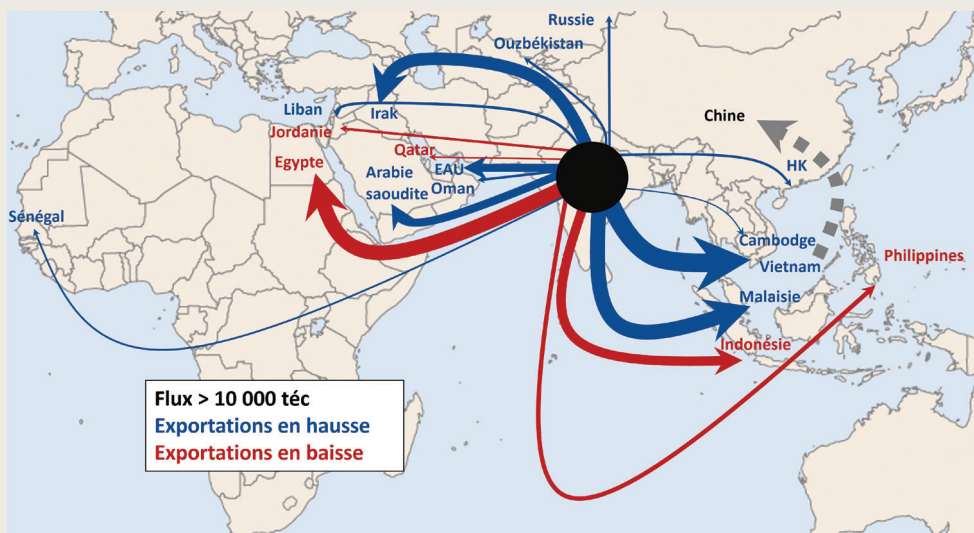 Russie
Ouzbékistan
Chine
Liban
Irak
Jordanie
Qatar
HK
Egypte
Arabie
saoudite
EAU
Oman
Sénégal
Cambodge
Vietnam
Philippines
Malaisie
Indonésie
Flux > 10 000 téc
Exportations en hausse
Exportations en baisse